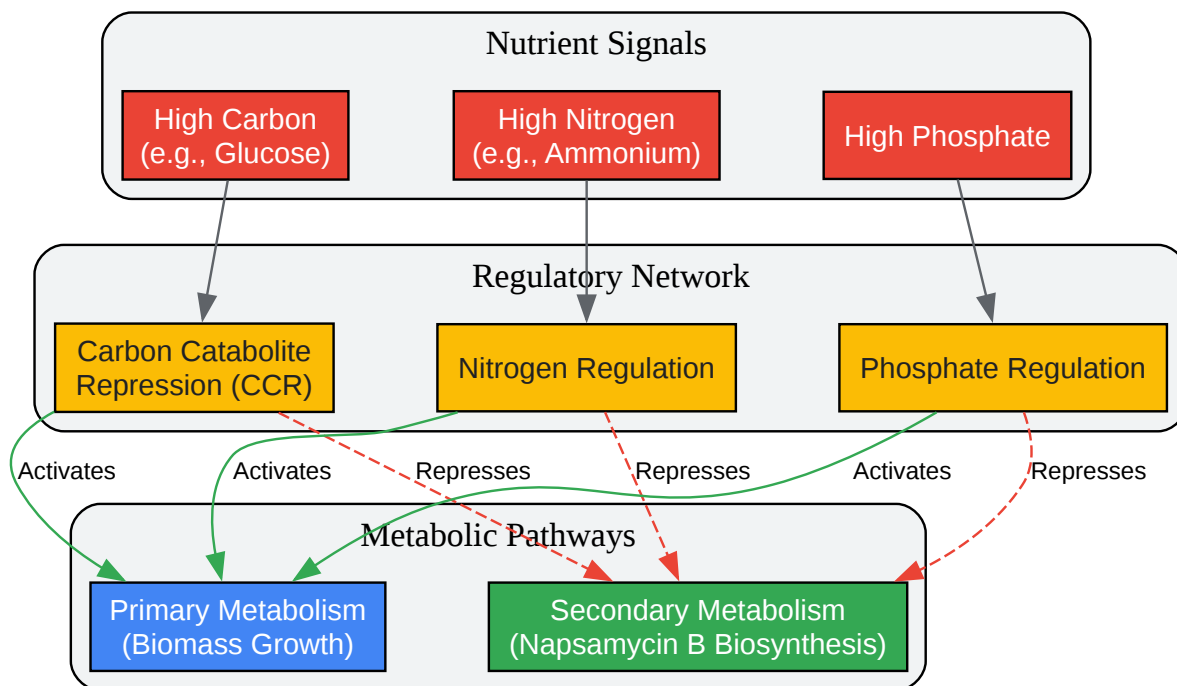 Nutrient Signals
High Carbon
(e.g., Glucose)
High Nitrogen
(e.g., Ammonium)
High Phosphate
Regulatory Network
Carbon Catabolite
Repression (CCR)
Nitrogen Regulation
Phosphate Regulation
Activates
Activates
Represses
Represses
Activates
Represses
Metabolic Pathways
Primary Metabolism
(Biomass Growth)
Secondary Metabolism
(Napsamycin B Biosynthesis)